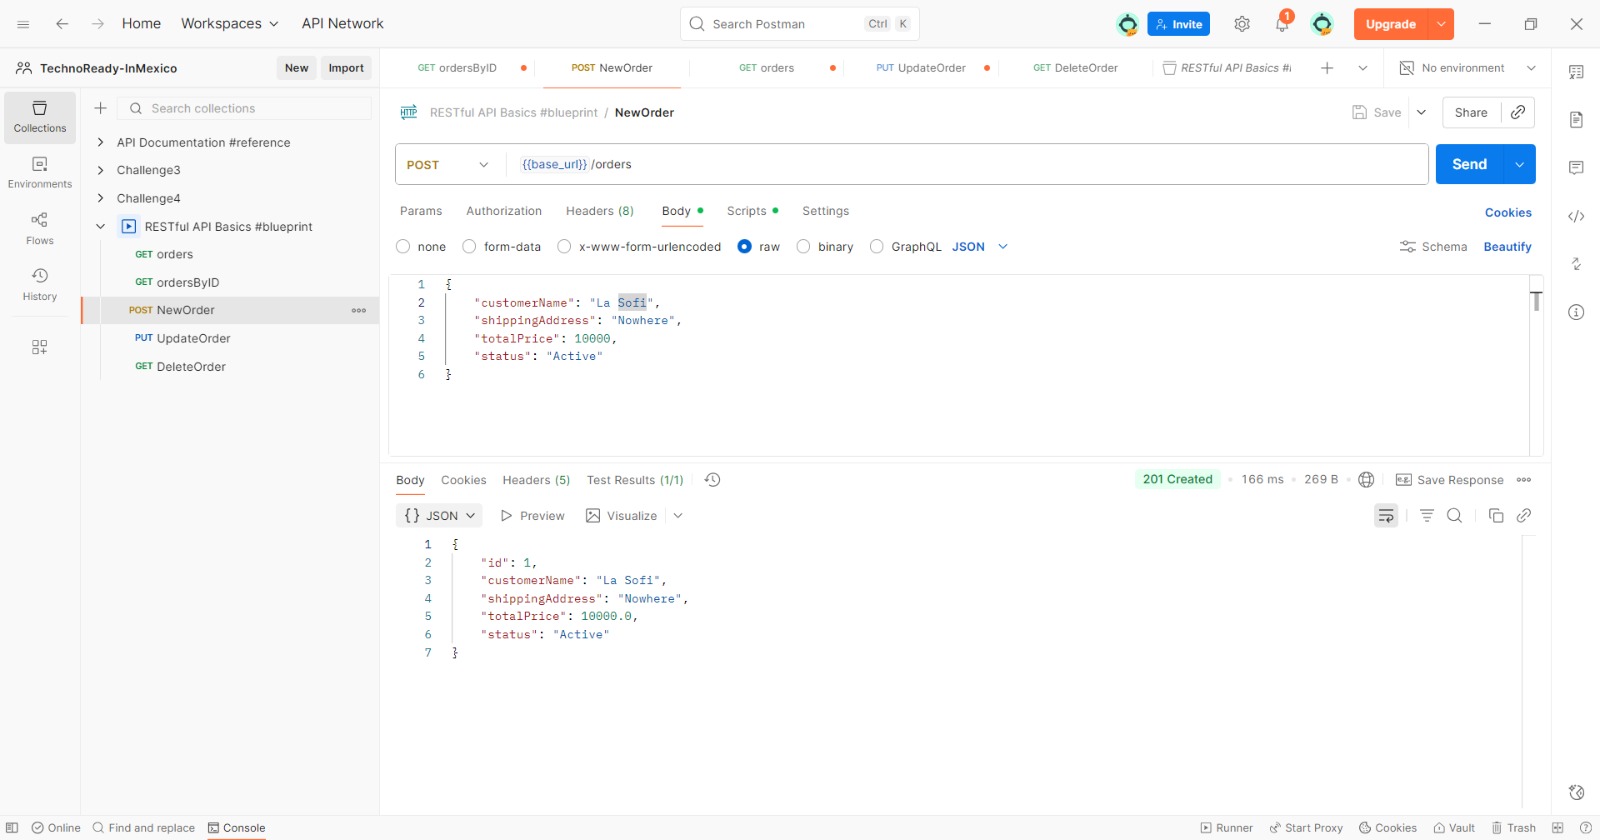 Home Workspaces API Network Search Postman Ctrl K Invite 1 Upgrade
TechnoReady-InMexico New Import
GET ordersByID POST NewOrder GET orders PUT UpdateOrder GET DeleteOrder RESTful API Basics #bl No environment
Collections
Environments
Flows
History
Search collections
API Documentation #reference
Challenge3
Challenge4
RESTful API Basics #blueprint
GET orders
GET ordersByID
POST NewOrder
PUT UpdateOrder
GET DeleteOrder
HTTP RESTful API Basics #blueprint / NewOrder Save Share
POST {{base_url}} /orders Send
Params Authorization Headers (8) Body Scripts Settings Cookies
none form-data x-www-form-urlencoded raw binary GraphQL JSON Schema Beautify
1 {
2 "customerName": "La Sofi",
3 "shippingAddress": "Nowhere",
4 "totalPrice": 10000,
5 "status": "Active"
6 }
Body Cookies Headers (5) Test Results (1/1) 201 Created 166 ms 269 B e.g. Save Response
{} JSON Preview Visualize
1 {
2 "id": 1,
3 "customerName": "La Sofi",
4 "shippingAddress": "Nowhere",
5 "totalPrice": 10000.0,
6 "status": "Active"
7 }
Online Find and replace Console Runner Start Proxy Cookies Vault Trash